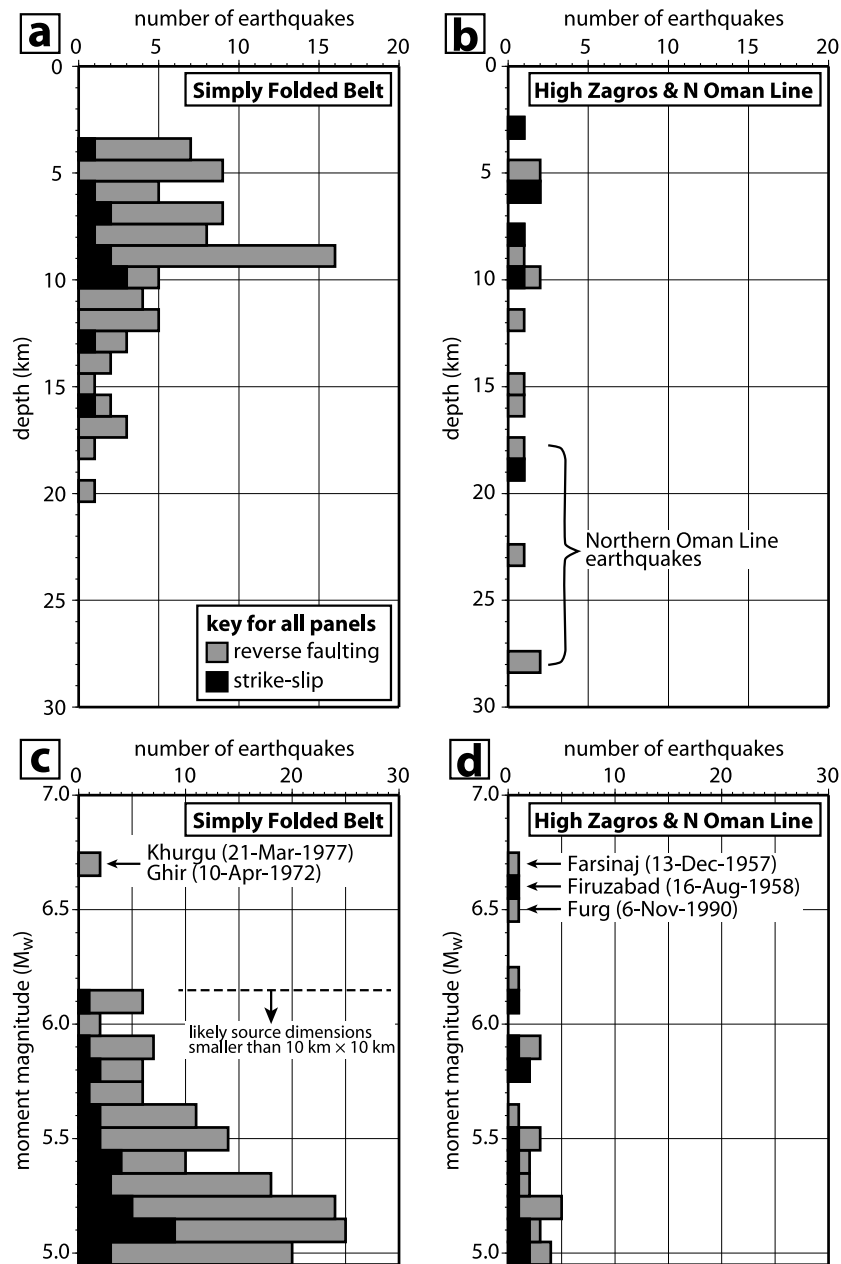 a
number of earthquakes
0 5 10 15 20
Simply Folded Belt
0
5
10
15
20
25
30
depth (km)
key for all panels
reverse faulting
strike-slip
b
number of earthquakes
0 5 10 15 20
High Zagros & N Oman Line
0
5
10
15
20
25
30
depth (km)
Northern Oman Line
earthquakes
c
number of earthquakes
0 10 20 30
Simply Folded Belt
7.0
6.5
6.0
5.5
5.0
moment magnitude (Mw)
Khurgu (21-Mar-1977)
Ghir (10-Apr-1972)
likely source dimensions
smaller than 10 km × 10 km
d
number of earthquakes
0 10 20 30
High Zagros & N Oman Line
7.0
6.5
6.0
5.5
5.0
moment magnitude (Mw)
Farsinaj (13-Dec-1957)
Firuzabad (16-Aug-1958)
Furg (6-Nov-1990)